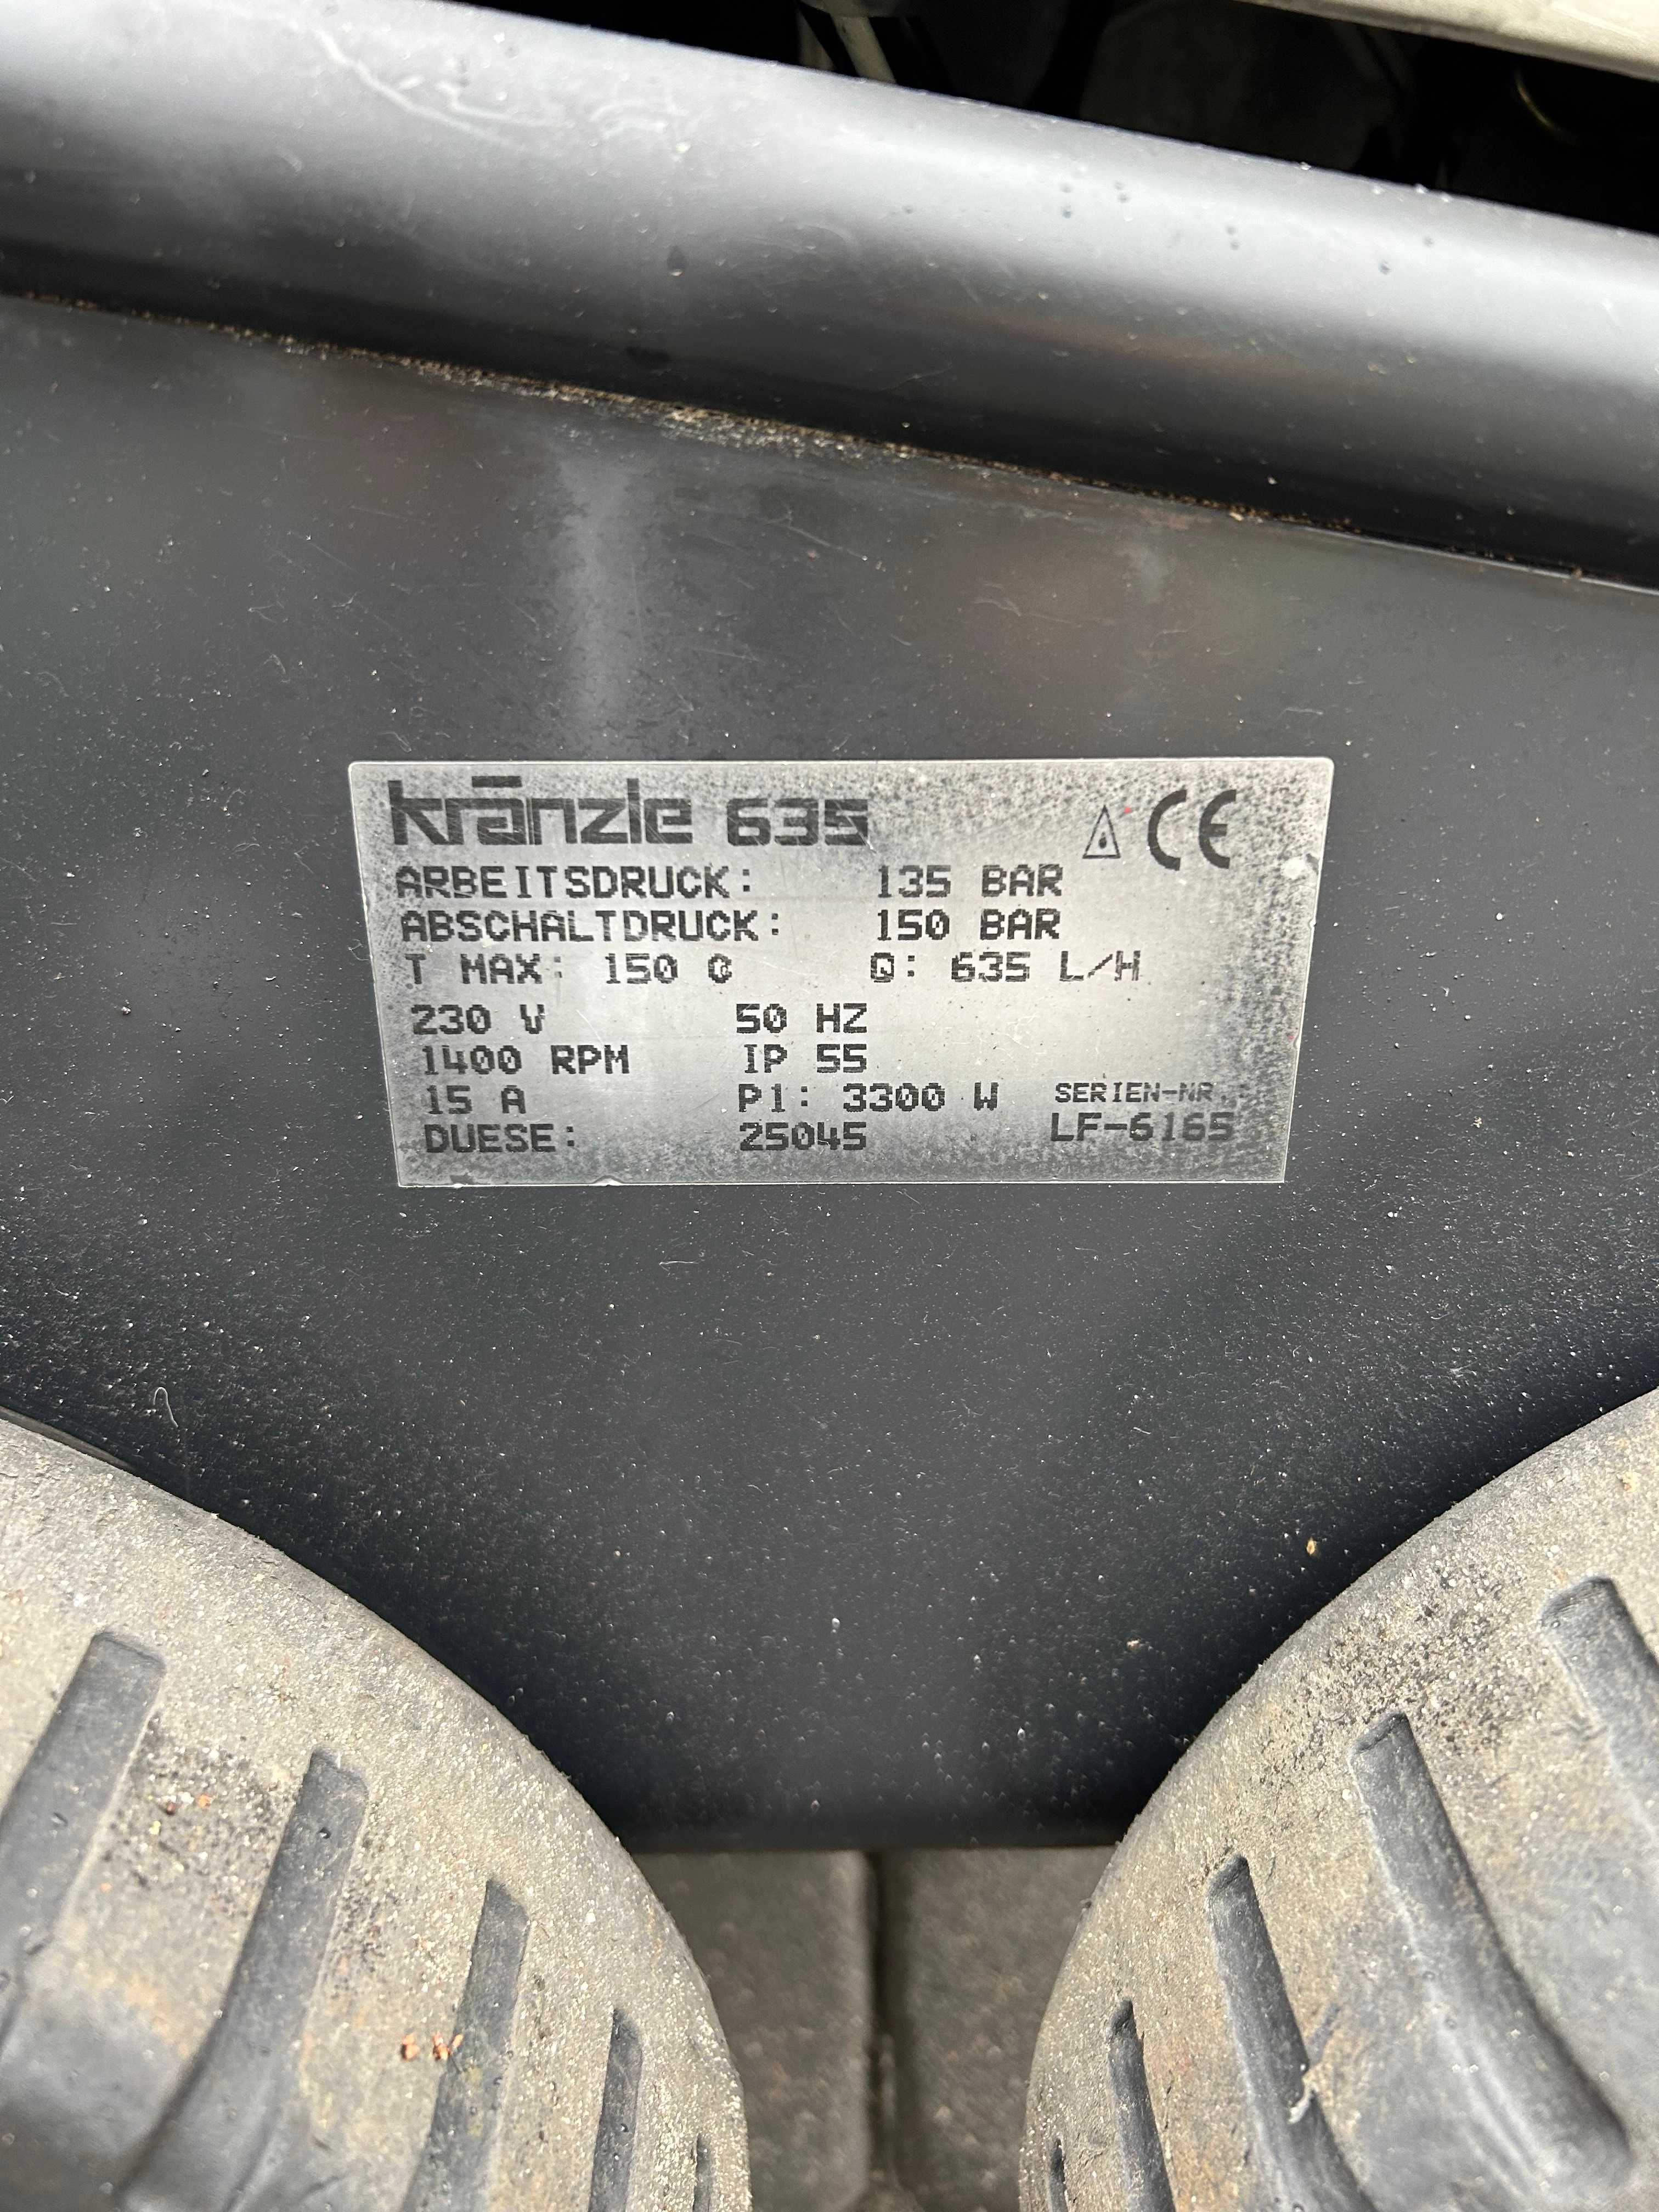 kränzle 635 CE
ARBEITSDRUCK: 135 BAR
ABSCHALTDRUCK: 150 BAR
T MAX: 150 C Q: 635 L/H
230 V 50 HZ
1400 RPM IP 55
15 A P1: 3300 W SERIEN-NR.:
DUESE: 25045 LF-6165